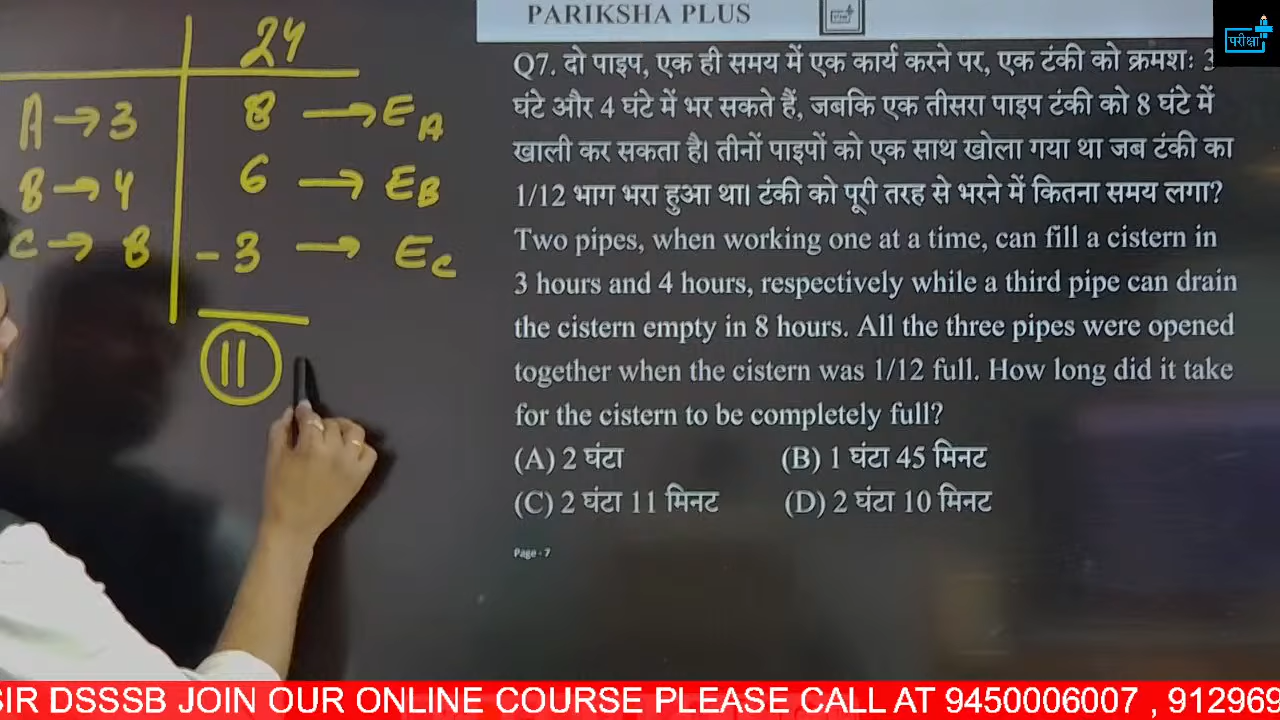 PARIKSHA PLUS
परीक्षा
24
A → 3 8 → E A
B → 4 6 → E B
C → 8 - 3 → E C
11
Q7. दो पाइप, एक ही समय में एक कार्य करने पर, एक टंकी को क्रमशः 3
घंटे और 4 घंटे में भर सकते हैं, जबकि एक तीसरा पाइप टंकी को 8 घंटे में
खाली कर सकता है। तीनों पाइपों को एक साथ खोला गया था जब टंकी का
1/12 भाग भरा हुआ था। टंकी को पूरी तरह से भरने में कितना समय लगा?
Two pipes, when working one at a time, can fill a cistern in
3 hours and 4 hours, respectively while a third pipe can drain
the cistern empty in 8 hours. All the three pipes were opened
together when the cistern was 1/12 full. How long did it take
for the cistern to be completely full?
(A) 2 घंटा (B) 1 घंटा 45 मिनट
(C) 2 घंटा 11 मिनट (D) 2 घंटा 10 मिनट
Page - 7
SIR DSSSB JOIN OUR ONLINE COURSE PLEASE CALL AT 9450006007 , 912969